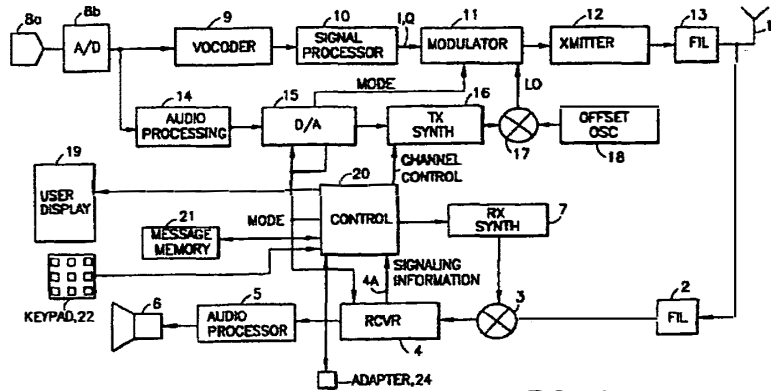 8a
8b
A/D
9
VOCODER
10
SIGNAL
PROCESSOR
I,Q
11
MODULATOR
12
XMITTER
13
FIL
1
MODE
LO
14
AUDIO
PROCESSING
15
D/A
16
TX
SYNTH
17
OFFSET
OSC
18
19
USER
DISPLAY
CHANNEL
CONTROL
20
CONTROL
MODE
21
MESSAGE
MEMORY
RX
SYNTH
7
KEYPAD,22
4A
SIGNALING
INFORMATION
6
5
AUDIO
PROCESSOR
RCVR
4
3
2
FIL
ADAPTER,24